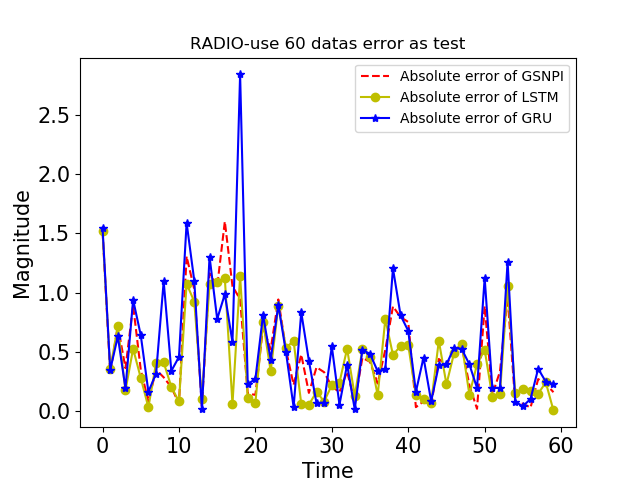 RADIO-use 60 datas error as test
Absolute error of GSNPI
Absolute error of LSTM
Absolute error of GRU
Magnitude
2.5
2.0
1.5
1.0
0.5
0.0
0 10 20 30 40 50 60
Time